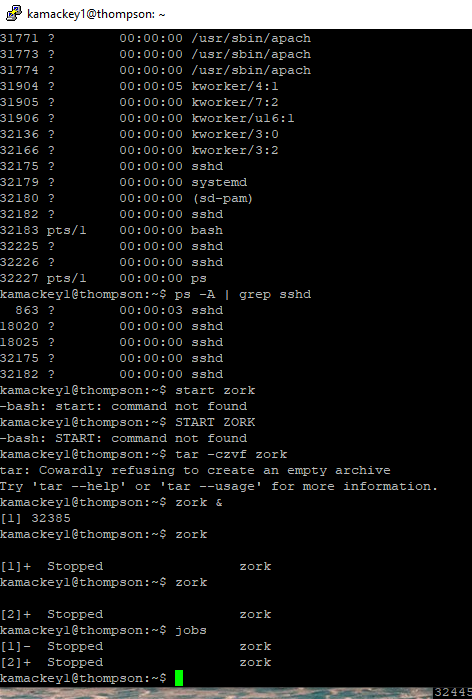 kamackey1@thompson: ~
31771 ?        00:00:00 /usr/sbin/apach
31773 ?        00:00:00 /usr/sbin/apach
31774 ?        00:00:00 /usr/sbin/apach
31904 ?        00:00:05 kworker/4:1
31905 ?        00:00:00 kworker/7:2
31906 ?        00:00:00 kworker/u16:1
32136 ?        00:00:00 kworker/3:0
32166 ?        00:00:00 kworker/3:2
32175 ?        00:00:00 sshd
32179 ?        00:00:00 systemd
32180 ?        00:00:00 (sd-pam)
32182 ?        00:00:00 sshd
32183 pts/1    00:00:00 bash
32225 ?        00:00:00 sshd
32226 ?        00:00:00 sshd
32227 pts/1    00:00:00 ps
kamackey1@thompson:~$ ps -A | grep sshd
  863 ?        00:00:03 sshd
18020 ?        00:00:00 sshd
18025 ?        00:00:00 sshd
32175 ?        00:00:00 sshd
32182 ?        00:00:00 sshd
kamackey1@thompson:~$ start zork
-bash: start: command not found
kamackey1@thompson:~$ START ZORK
-bash: START: command not found
kamackey1@thompson:~$ tar -czvf zork
tar: Cowardly refusing to create an empty archive
Try 'tar --help' or 'tar --usage' for more information.
kamackey1@thompson:~$ zork &
[1] 32385
kamackey1@thompson:~$ zork
[1]+  Stopped                 zork
kamackey1@thompson:~$ zork
[2]+  Stopped                 zork
kamackey1@thompson:~$ jobs
[1]-  Stopped                 zork
[2]+  Stopped                 zork
kamackey1@thompson:~$
32445